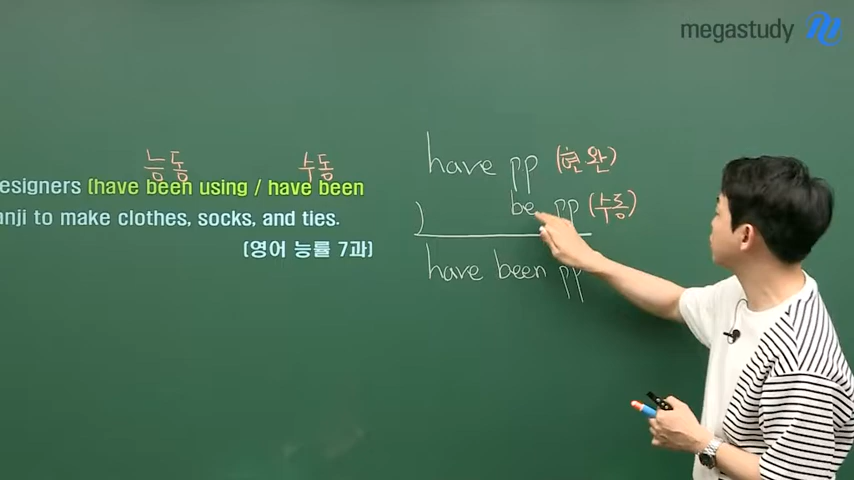 megastudy
능동 수동
esigners (have been using / have been
anji to make clothes, socks, and ties.
(영어 능률 7과)
have pp (현완)
) be pp (수동)
have been pp